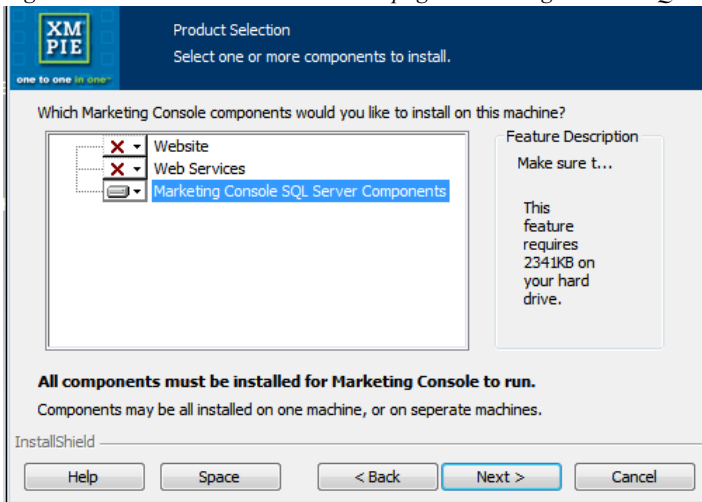 XM
PIE
one to one in one
Product Selection
Select one or more components to install.
Which Marketing Console components would you like to install on this machine?
Website
Web Services
Marketing Console SQL Server Components
Feature Description
Make sure t...
This
feature
requires
2341KB on
your hard
drive.
All components must be installed for Marketing Console to run.
Components may be all installed on one machine, or on seperate machines.
InstallShield
Help
Space
< Back
Next >
Cancel